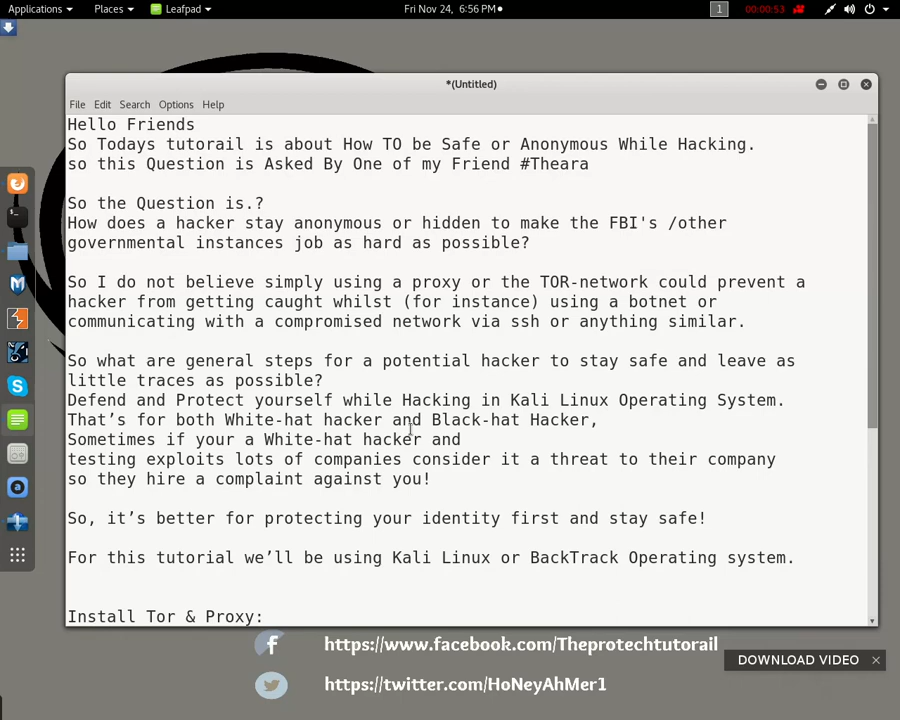 Applications Places Leafpad Fri Nov 24, 6:56 PM 1 00:00:53
*(Untitled)
File Edit Search Options Help
Hello Friends
So Todays tutorail is about How TO be Safe or Anonymous While Hacking.
so this Question is Asked By One of my Friend #Theara
So the Question is.?
How does a hacker stay anonymous or hidden to make the FBI's /other
governmental instances job as hard as possible?
So I do not believe simply using a proxy or the TOR-network could prevent a
hacker from getting caught whilst (for instance) using a botnet or
communicating with a compromised network via ssh or anything similar.
So what are general steps for a potential hacker to stay safe and leave as
little traces as possible?
Defend and Protect yourself while Hacking in Kali Linux Operating System.
That’s for both White-hat hacker and Black-hat Hacker,
Sometimes if your a White-hat hacker and
testing exploits lots of companies consider it a threat to their company
so they hire a complaint against you!
So, it’s better for protecting your identity first and stay safe!
For this tutorial we’ll be using Kali Linux or BackTrack Operating system.
Install Tor & Proxy:
https://www.facebook.com/Theprotechtutorail
DOWNLOAD VIDEO ×
https://twitter.com/HoNeyAhMer1